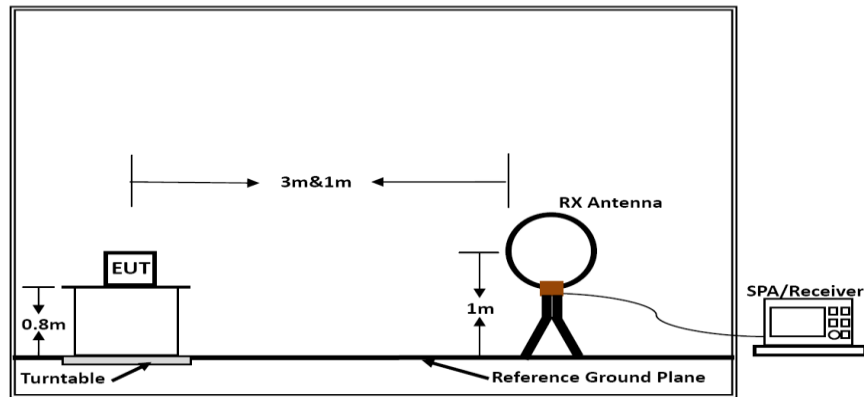 3m&1m
RX Antenna
EUT
SPA/Receiver
0.8m
1m
Turntable
Reference Ground Plane